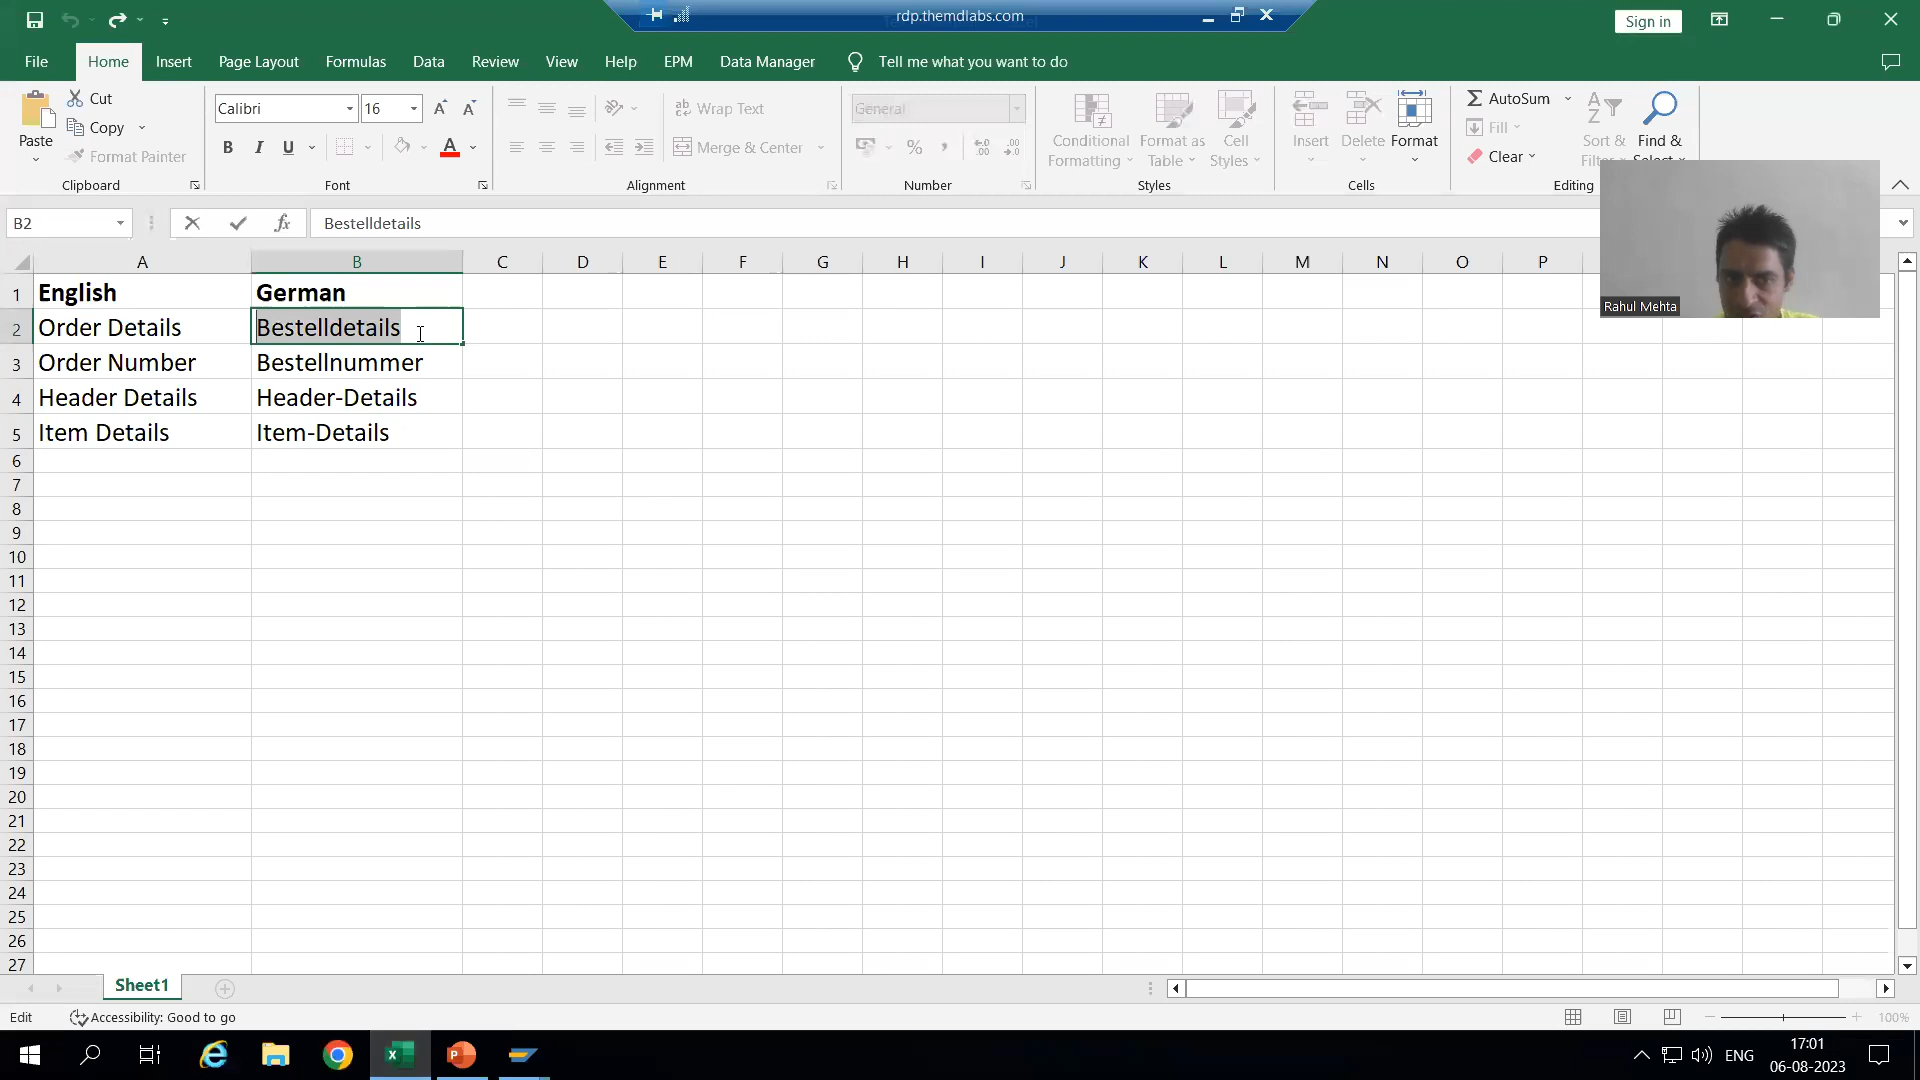 rdp.themdlabs.com
Sign in
File Home Insert Page Layout Formulas Data Review View Help EPM Data Manager Tell me what you want to do
Paste
Cut
Copy
Format Painter
Clipboard
Calibri 16
B I U A
Font
ab Wrap Text
Merge & Center
Alignment
General
% ,
Number
Conditional Formatting
Format as Table
Cell Styles
Styles
Insert Delete Format
Cells
AutoSum
Fill
Clear
Sort &
Find &
Editing
Rahul Mehta
B2 fx Bestelldetails
A B C D E F G H I J K L M N O P
1 English German
2 Order Details Bestelldetails
3 Order Number Bestellnummer
4 Header Details Header-Details
5 Item Details Item-Details
6
7
8
9
10
11
12
13
14
15
16
17
18
19
20
21
22
23
24
25
26
27
Sheet1
Edit Accessibility: Good to go 100%
ENG
17:01
06-08-2023